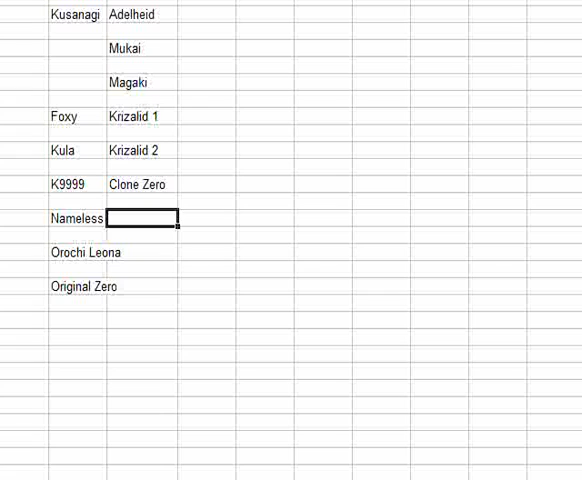 Kusanagi Adelheid
Mukai
Magaki
Foxy Krizalid 1
Kula Krizalid 2
K9999 Clone Zero
Nameless
Orochi Leona
Original Zero